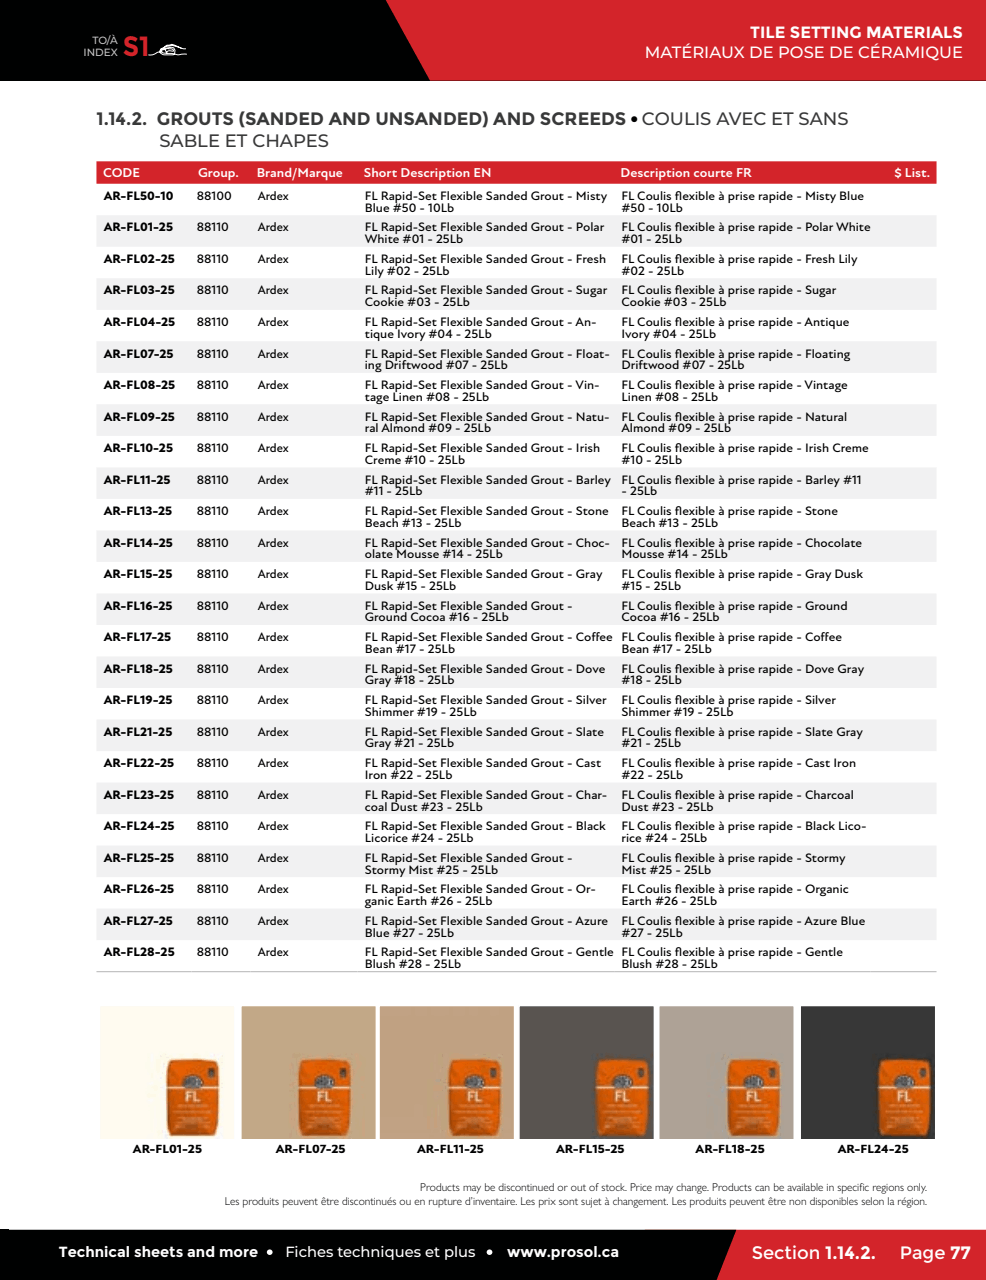 TO/À
INDEX S1
TILE SETTING MATERIALS
MATÉRIAUX DE POSE DE CÉRAMIQUE
1.14.2. GROUTS (SANDED AND UNSANDED) AND SCREEDS • COULIS AVEC ET SANS
SABLE ET CHAPES
CODE Group. Brand/Marque Short Description EN Description courte FR $ List.
AR-FL50-10 88100 Ardex FL Rapid-Set Flexible Sanded Grout - Misty FL Coulis flexible à prise rapide - Misty Blue
Blue #50 - 10Lb #50 - 10Lb
AR-FL01-25 88110 Ardex FL Rapid-Set Flexible Sanded Grout - Polar FL Coulis flexible à prise rapide - Polar White
White #01 - 25Lb #01 - 25Lb
AR-FL02-25 88110 Ardex FL Rapid-Set Flexible Sanded Grout - Fresh FL Coulis flexible à prise rapide - Fresh Lily
Lily #02 - 25Lb #02 - 25Lb
AR-FL03-25 88110 Ardex FL Rapid-Set Flexible Sanded Grout - Sugar FL Coulis flexible à prise rapide - Sugar
Cookie #03 - 25Lb Cookie #03 - 25Lb
AR-FL04-25 88110 Ardex FL Rapid-Set Flexible Sanded Grout - An- FL Coulis flexible à prise rapide - Antique
tique Ivory #04 - 25Lb Ivory #04 - 25Lb
AR-FL07-25 88110 Ardex FL Rapid-Set Flexible Sanded Grout - Float- FL Coulis flexible à prise rapide - Floating
ing Driftwood #07 - 25Lb Driftwood #07 - 25Lb
AR-FL08-25 88110 Ardex FL Rapid-Set Flexible Sanded Grout - Vin- FL Coulis flexible à prise rapide - Vintage
tage Linen #08 - 25Lb Linen #08 - 25Lb
AR-FL09-25 88110 Ardex FL Rapid-Set Flexible Sanded Grout - Natu- FL Coulis flexible à prise rapide - Natural
ral Almond #09 - 25Lb Almond #09 - 25Lb
AR-FL10-25 88110 Ardex FL Rapid-Set Flexible Sanded Grout - Irish FL Coulis flexible à prise rapide - Irish Creme
Creme #10 - 25Lb #10 - 25Lb
AR-FL11-25 88110 Ardex FL Rapid-Set Flexible Sanded Grout - Barley FL Coulis flexible à prise rapide - Barley #11
#11 - 25Lb - 25Lb
AR-FL13-25 88110 Ardex FL Rapid-Set Flexible Sanded Grout - Stone FL Coulis flexible à prise rapide - Stone
Beach #13 - 25Lb Beach #13 - 25Lb
AR-FL14-25 88110 Ardex FL Rapid-Set Flexible Sanded Grout - Choc- FL Coulis flexible à prise rapide - Chocolate
olate Mousse #14 - 25Lb Mousse #14 - 25Lb
AR-FL15-25 88110 Ardex FL Rapid-Set Flexible Sanded Grout - Gray FL Coulis flexible à prise rapide - Gray Dusk
Dusk #15 - 25Lb #15 - 25Lb
AR-FL16-25 88110 Ardex FL Rapid-Set Flexible Sanded Grout - FL Coulis flexible à prise rapide - Ground
Ground Cocoa #16 - 25Lb Cocoa #16 - 25Lb
AR-FL17-25 88110 Ardex FL Rapid-Set Flexible Sanded Grout - Coffee FL Coulis flexible à prise rapide - Coffee
Bean #17 - 25Lb Bean #17 - 25Lb
AR-FL18-25 88110 Ardex FL Rapid-Set Flexible Sanded Grout - Dove FL Coulis flexible à prise rapide - Dove Gray
Gray #18 - 25Lb #18 - 25Lb
AR-FL19-25 88110 Ardex FL Rapid-Set Flexible Sanded Grout - Silver FL Coulis flexible à prise rapide - Silver
Shimmer #19 - 25Lb Shimmer #19 - 25Lb
AR-FL21-25 88110 Ardex FL Rapid-Set Flexible Sanded Grout - Slate FL Coulis flexible à prise rapide - Slate Gray
Gray #21 - 25Lb #21 - 25Lb
AR-FL22-25 88110 Ardex FL Rapid-Set Flexible Sanded Grout - Cast FL Coulis flexible à prise rapide - Cast Iron
Iron #22 - 25Lb #22 - 25Lb
AR-FL23-25 88110 Ardex FL Rapid-Set Flexible Sanded Grout - Char- FL Coulis flexible à prise rapide - Charcoal
coal Dust #23 - 25Lb Dust #23 - 25Lb
AR-FL24-25 88110 Ardex FL Rapid-Set Flexible Sanded Grout - Black FL Coulis flexible à prise rapide - Black Lico-
Licorice #24 - 25Lb rice #24 - 25Lb
AR-FL25-25 88110 Ardex FL Rapid-Set Flexible Sanded Grout - FL Coulis flexible à prise rapide - Stormy
Stormy Mist #25 - 25Lb Mist #25 - 25Lb
AR-FL26-25 88110 Ardex FL Rapid-Set Flexible Sanded Grout - Or- FL Coulis flexible à prise rapide - Organic
ganic Earth #26 - 25Lb Earth #26 - 25Lb
AR-FL27-25 88110 Ardex FL Rapid-Set Flexible Sanded Grout - Azure FL Coulis flexible à prise rapide - Azure Blue
Blue #27 - 25Lb #27 - 25Lb
AR-FL28-25 88110 Ardex FL Rapid-Set Flexible Sanded Grout - Gentle FL Coulis flexible à prise rapide - Gentle
Blush #28 - 25Lb Blush #28 - 25Lb
FL FL FL FL FL FL
AR-FL01-25 AR-FL07-25 AR-FL11-25 AR-FL15-25 AR-FL18-25 AR-FL24-25
Products may be discontinued or out of stock. Price may change. Products can be available in specific regions only.
Les produits peuvent être discontinués ou en rupture d'inventaire. Les prix sont sujet à changement. Les produits peuvent être non disponibles selon la région.
Technical sheets and more • Fiches techniques et plus • www.prosol.ca
Section 1.14.2. Page 77